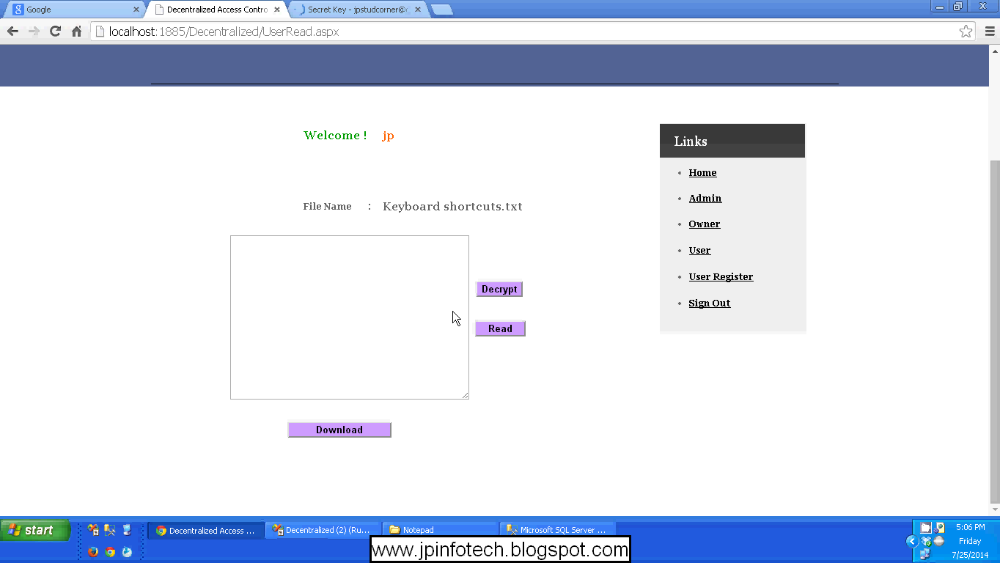 Google
Decentralized Access Contro
Secret Key - jpstudcorner@
localhost:1885/Decentralized/UserRead.aspx
Welcome ! jp
Links
Home
Admin
Owner
User
User Register
Sign Out
File Name : Keyboard shortcuts.txt
Decrypt
Read
Download
start
Decentralized Access ...
Decentralized (2) (Ru...
Notepad
Microsoft SQL Server ...
5:06 PM
Friday
7/25/2014
www.jpinfotech.blogspot.com